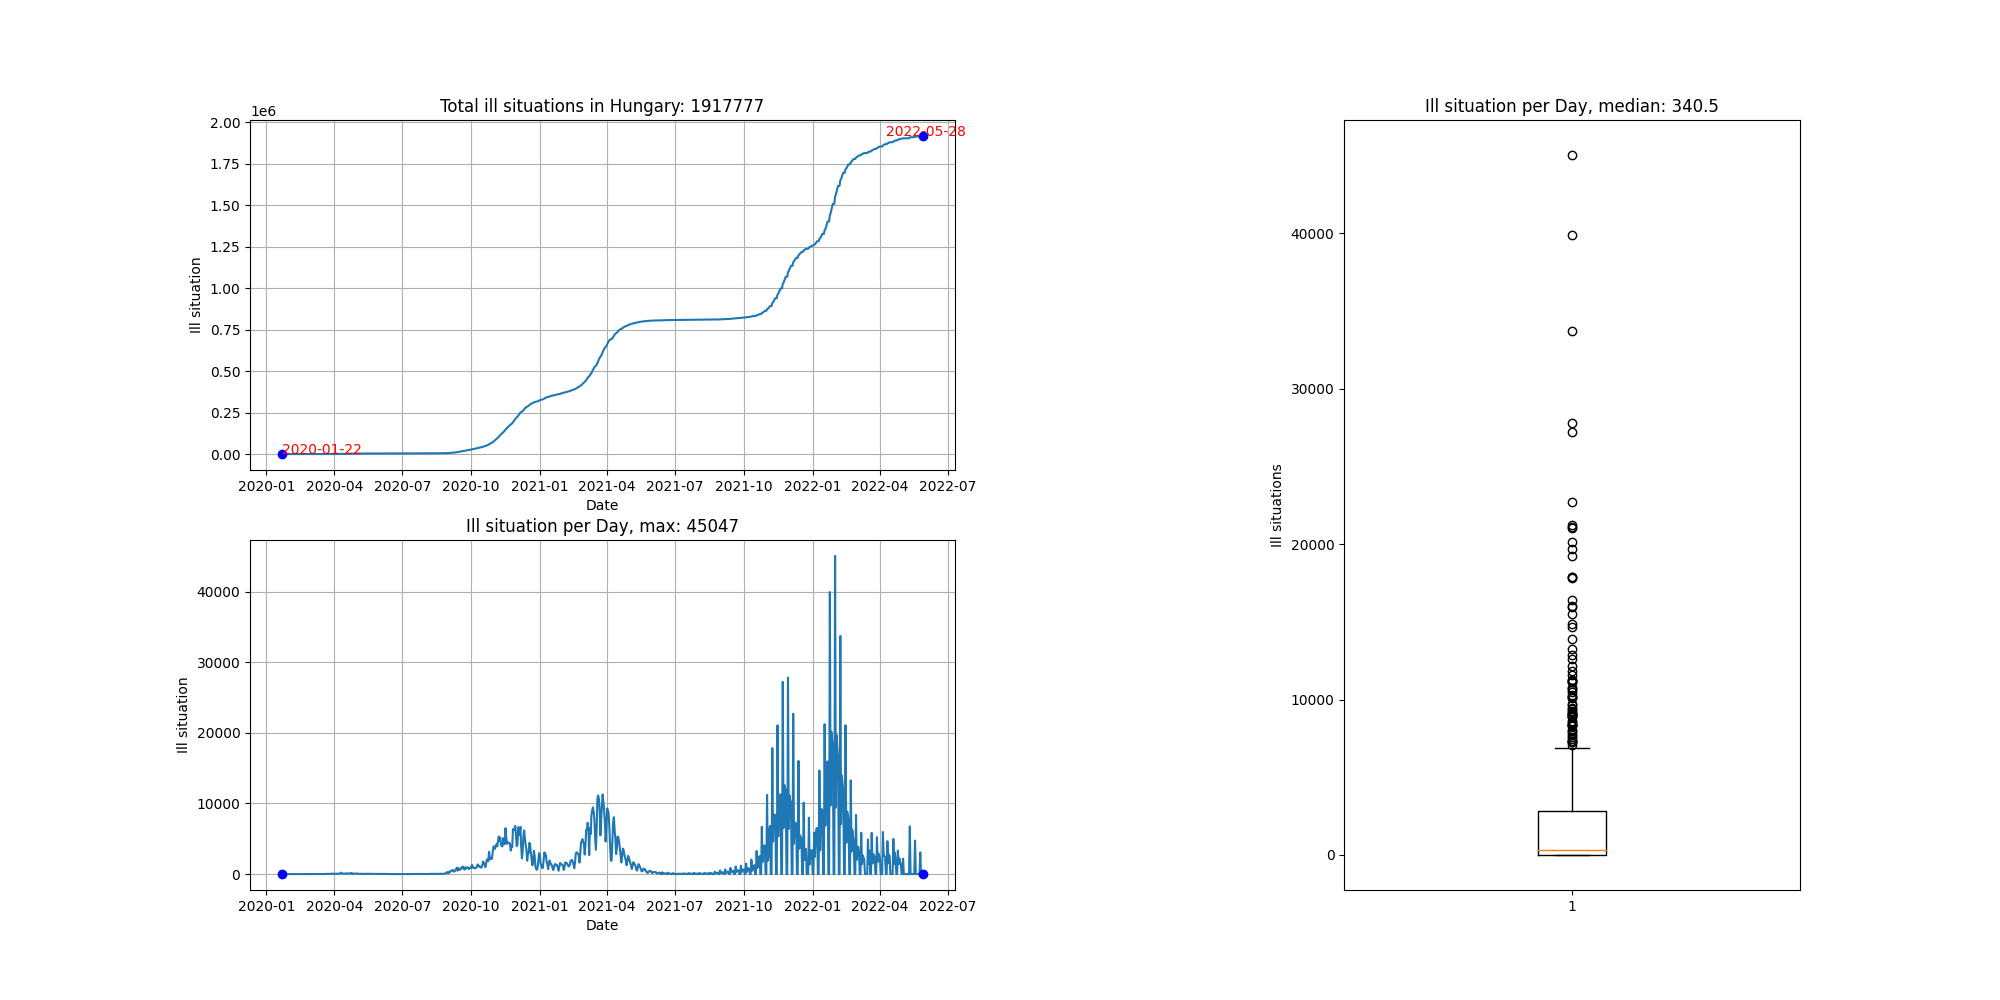 Total ill situations in Hungary: 1917777
1e6
2.00
1.75
1.50
1.25
1.00
0.75
0.50
0.25
0.00
Ill situation
2020-01-22
2022-05-28
2020-01 2020-04 2020-07 2020-10 2021-01 2021-04 2021-07 2021-10 2022-01 2022-04 2022-07
Date
Ill situation per Day, max: 45047
40000
30000
20000
10000
0
Ill situation
2020-01 2020-04 2020-07 2020-10 2021-01 2021-04 2021-07 2021-10 2022-01 2022-04 2022-07
Date
Ill situation per Day, median: 340.5
40000
30000
20000
10000
0
Ill situations
1